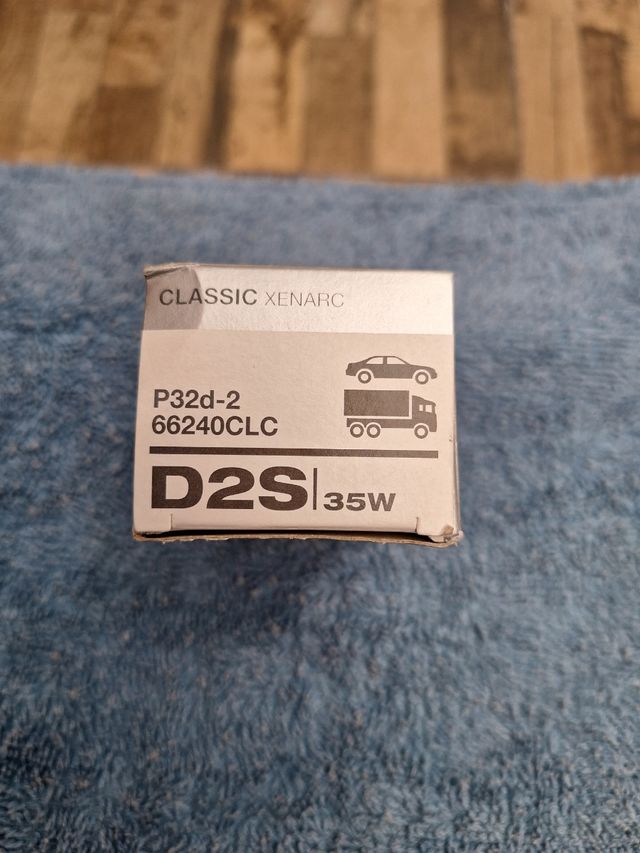 CLASSIC XENARC
P32d-2
66240CLC
D2S 35W